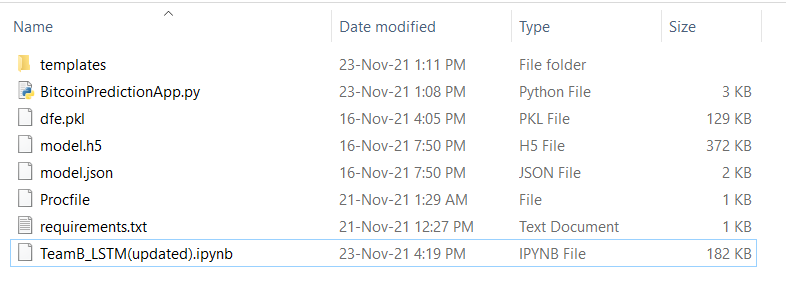 Name Date modified Type Size
templates 23-Nov-21 1:11 PM File folder
BitcoinPredictionApp.py 23-Nov-21 1:08 PM Python File 3 KB
dfe.pkl 16-Nov-21 4:05 PM PKL File 129 KB
model.h5 16-Nov-21 7:50 PM H5 File 372 KB
model.json 16-Nov-21 7:50 PM JSON File 2 KB
Procfile 21-Nov-21 1:29 AM File 1 KB
requirements.txt 21-Nov-21 12:27 PM Text Document 1 KB
TeamB_LSTM(updated).ipynb 23-Nov-21 4:19 PM IPYNB File 182 KB